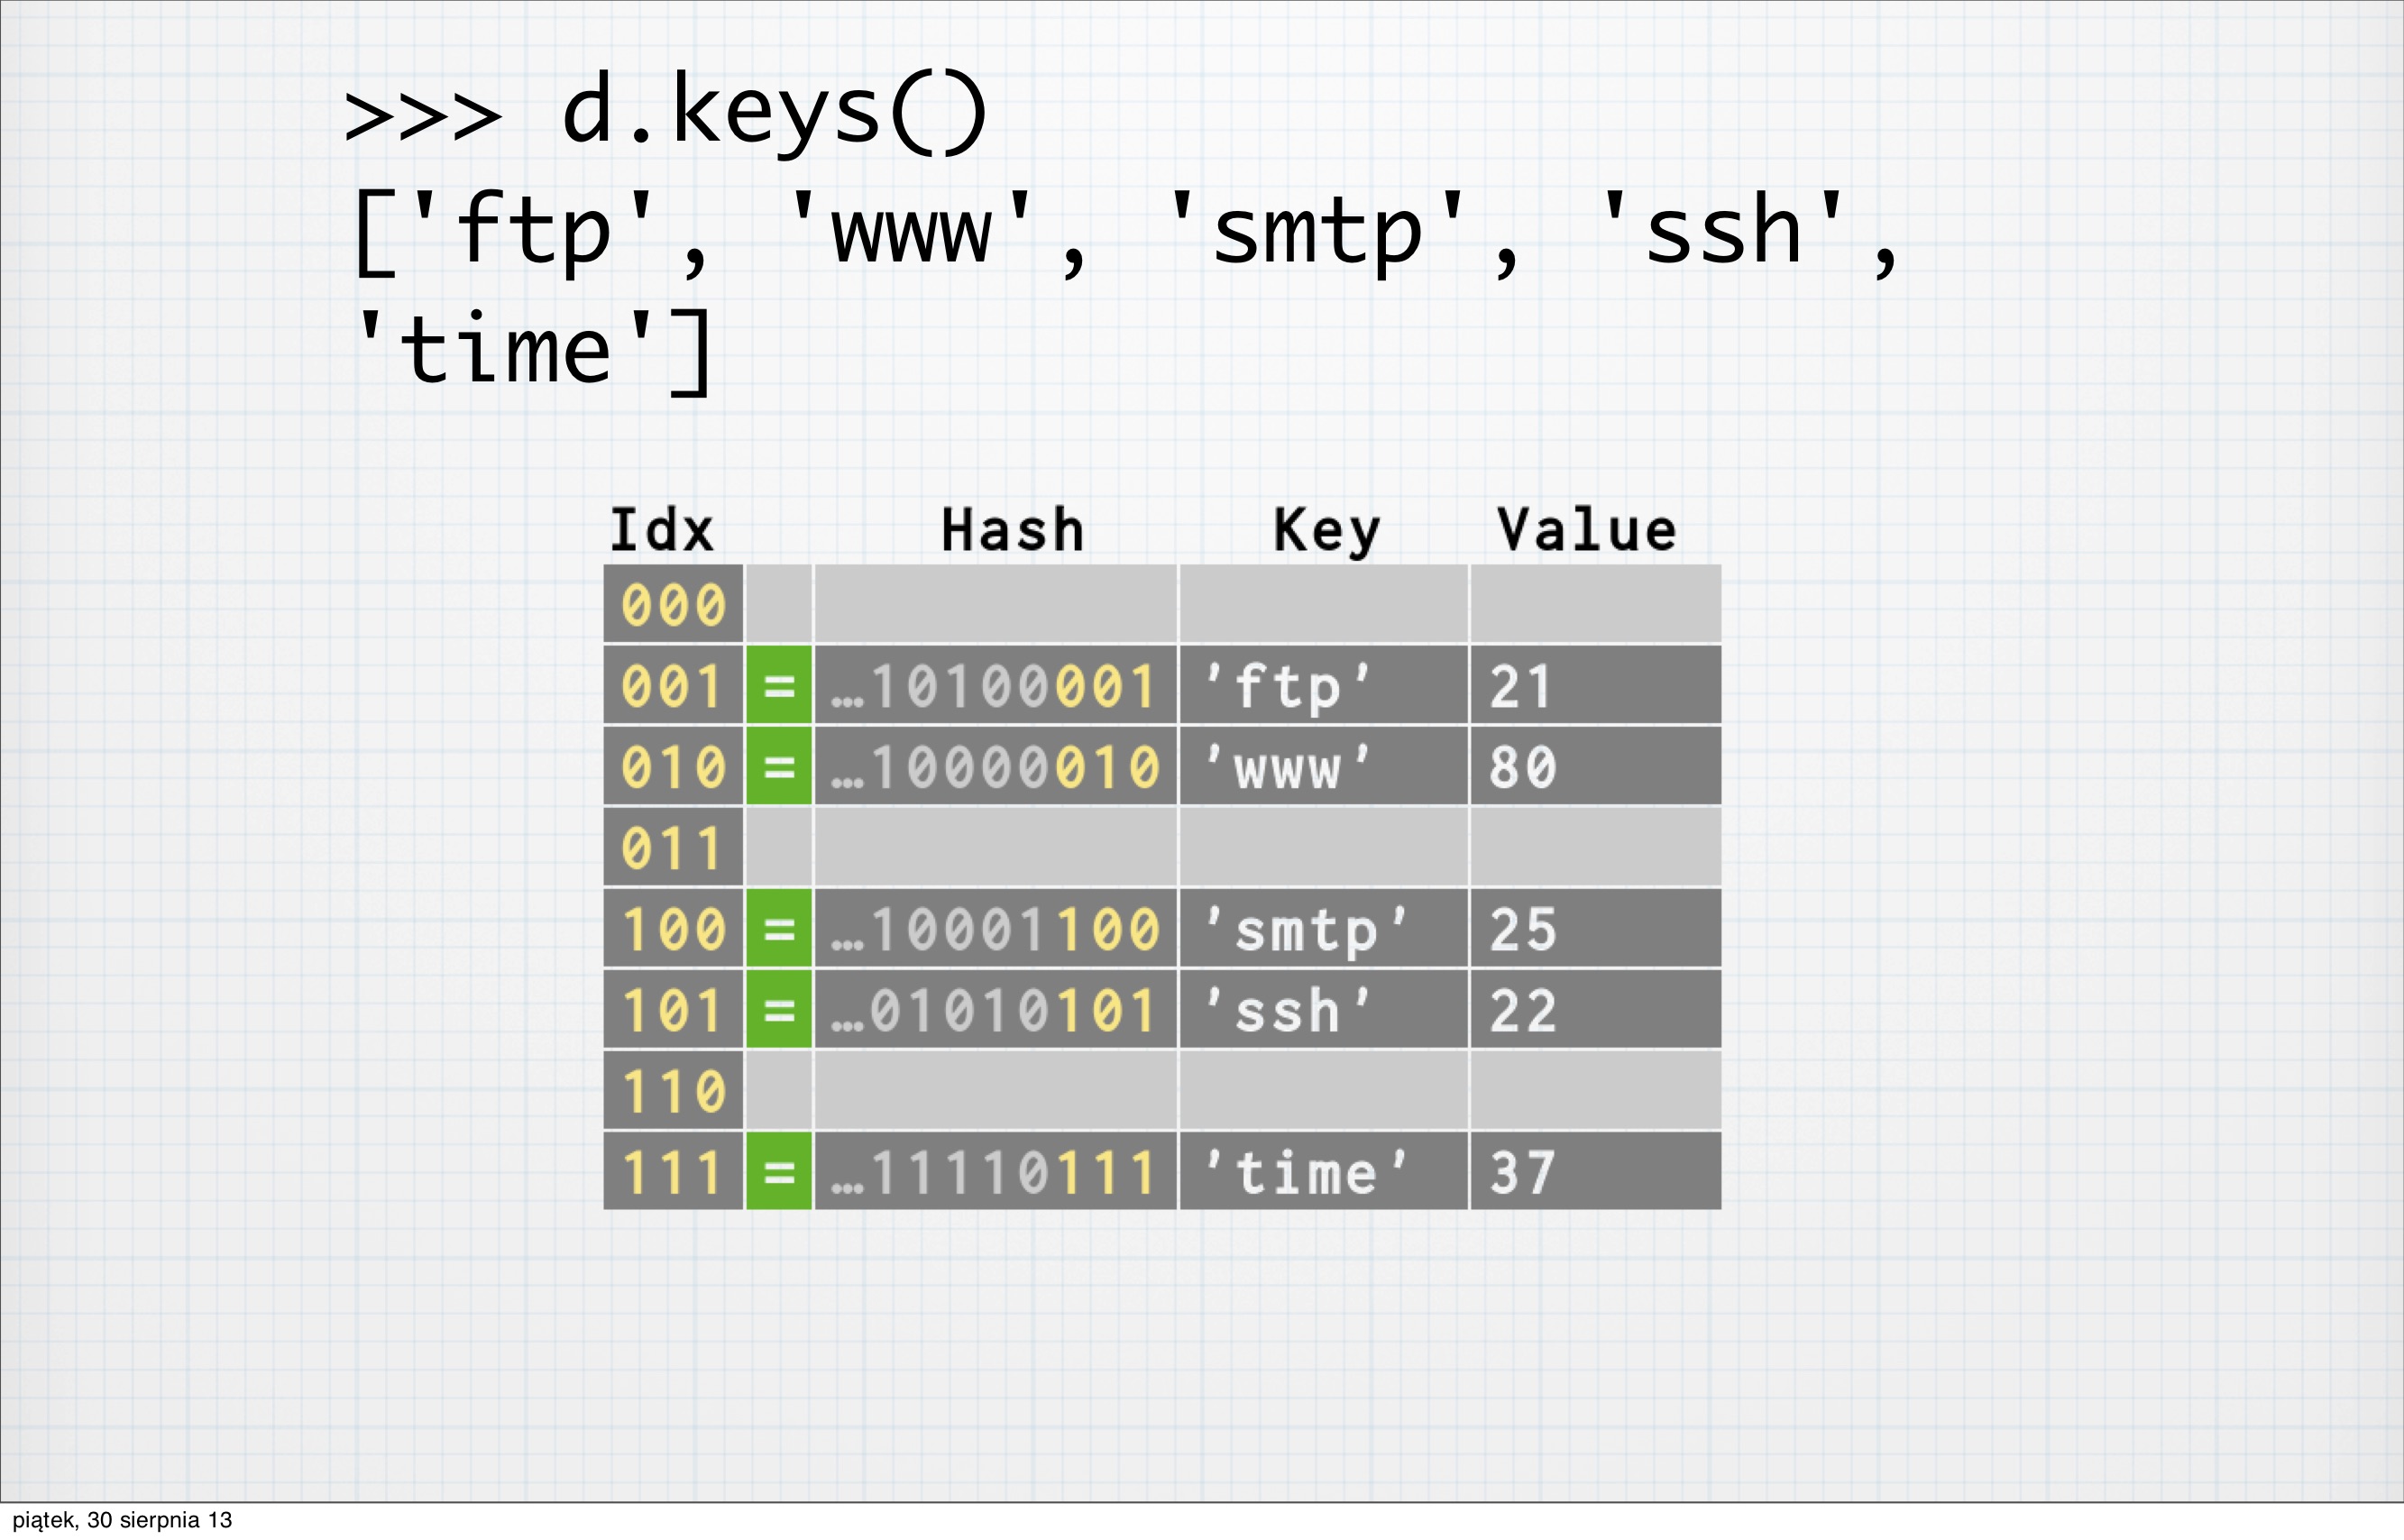 >>> d.keys()
['ftp', 'www', 'smtp', 'ssh',
'time']
Idx Hash Key Value
000
001 = …10100001 'ftp' 21
010 = …10000010 'www' 80
011
100 = …10001100 'smtp' 25
101 = …01010101 'ssh' 22
110
111 = …11110111 'time' 37
piątek, 30 sierpnia 13